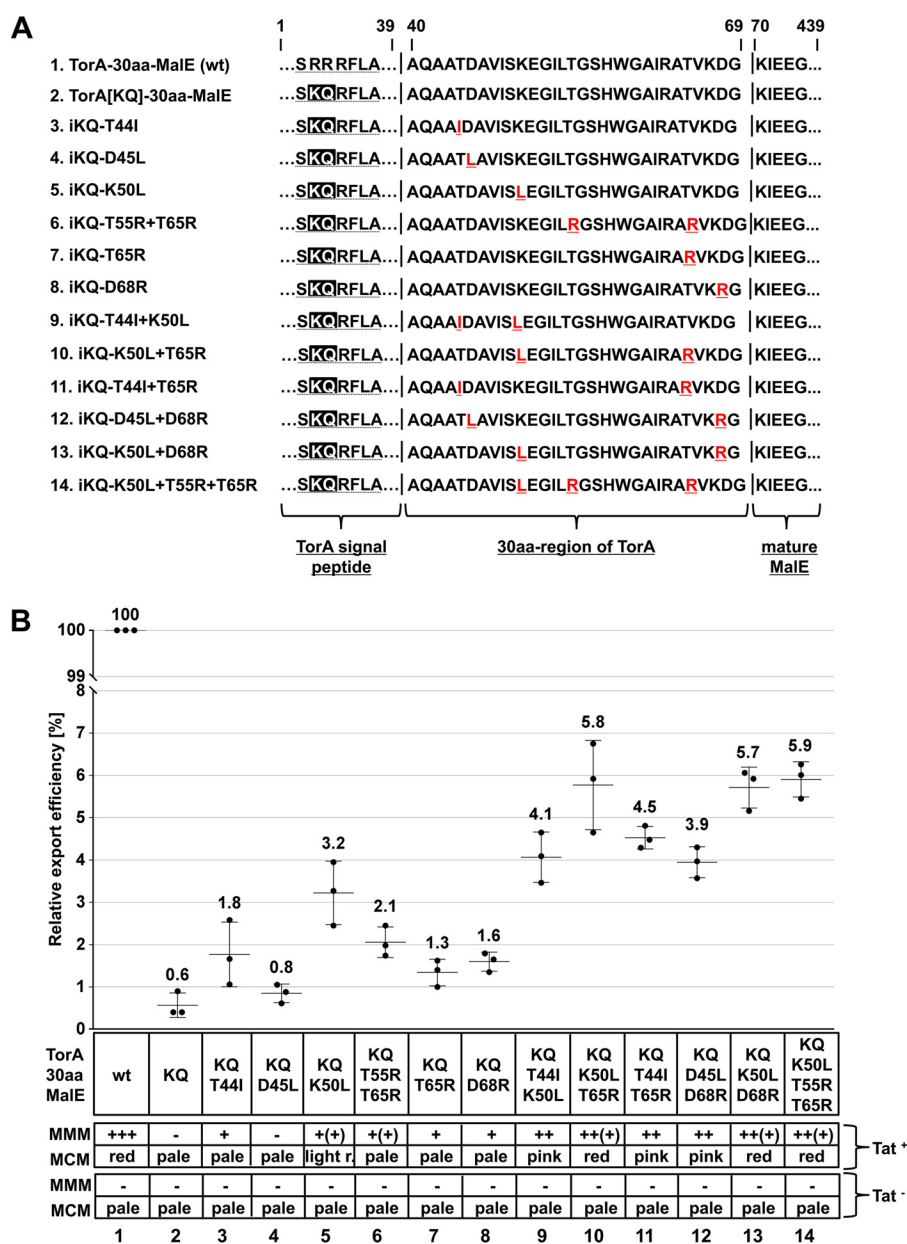 A
1 39 40 69 70 439
1. TorA-30aa-MalE (wt) ...SRRRFLA... AQAATDAVISKEGILTGSHWGAIRATVKDG KIEEG...
2. TorA[KQ]-30aa-MalE ...SKQRFLA... AQAATDAVISKEGILTGSHWGAIRATVKDG KIEEG...
3. iKQ-T44I ...SKQRFLA... AQAAIDAVISKEGILTGSHWGAIRATVKDG KIEEG...
4. iKQ-D45L ...SKQRFLA... AQAATLAVISKEGILTGSHWGAIRATVKDG KIEEG...
5. iKQ-K50L ...SKQRFLA... AQAATDAVISLEGILTGSHWGAIRATVKDG KIEEG...
6. iKQ-T55R+T65R ...SKQRFLA... AQAATDAVISKEGILRGSHWGAIRARVKDG KIEEG...
7. iKQ-T65R ...SKQRFLA... AQAATDAVISKEGILTGSHWGAIRARVKDG KIEEG...
8. iKQ-D68R ...SKQRFLA... AQAATDAVISKEGILTGSHWGAIRATVKRG KIEEG...
9. iKQ-T44I+K50L ...SKQRFLA... AQAAIDAVISLEGILTGSHWGAIRATVKDG KIEEG...
10. iKQ-K50L+T65R ...SKQRFLA... AQAATDAVISLEGILTGSHWGAIRARVKDG KIEEG...
11. iKQ-T44I+T65R ...SKQRFLA... AQAAIDAVISKEGILTGSHWGAIRARVKDG KIEEG...
12. iKQ-D45L+D68R ...SKQRFLA... AQAATLAVISKEGILTGSHWGAIRATVKRG KIEEG...
13. iKQ-K50L+D68R ...SKQRFLA... AQAATDAVISLEGILTGSHWGAIRATVKRG KIEEG...
14. iKQ-K50L+T55R+T65R ...SKQRFLA... AQAATDAVISLEGILRGSHWGAIRARVKDG KIEEG...
TorA signal peptide
30aa-region of TorA
mature MalE
B
Relative export efficiency [%]
100
99
8
7
6
5
4
3
2
1
0
100
0.6
1.8
0.8
3.2
2.1
1.3
1.6
4.1
5.8
4.5
3.9
5.7
5.9
TorA 30aa MalE
wt
KQ
KQ T44I
KQ D45L
KQ K50L
KQ T55R T65R
KQ T65R
KQ D68R
KQ T44I K50L
KQ K50L T65R
KQ T44I T65R
KQ D45L D68R
KQ K50L D68R
KQ K50L T55R T65R
MMM +++ - + - +(+) +(+) + + ++ ++(+) ++ ++ ++(+) ++(+)
MCM red pale pale pale light r. pale pale pale pink red pink pink red red
Tat +
MMM - - - - - - - - - - - - - -
MCM pale pale pale pale pale pale pale pale pale pale pale pale pale pale
Tat -
1 2 3 4 5 6 7 8 9 10 11 12 13 14